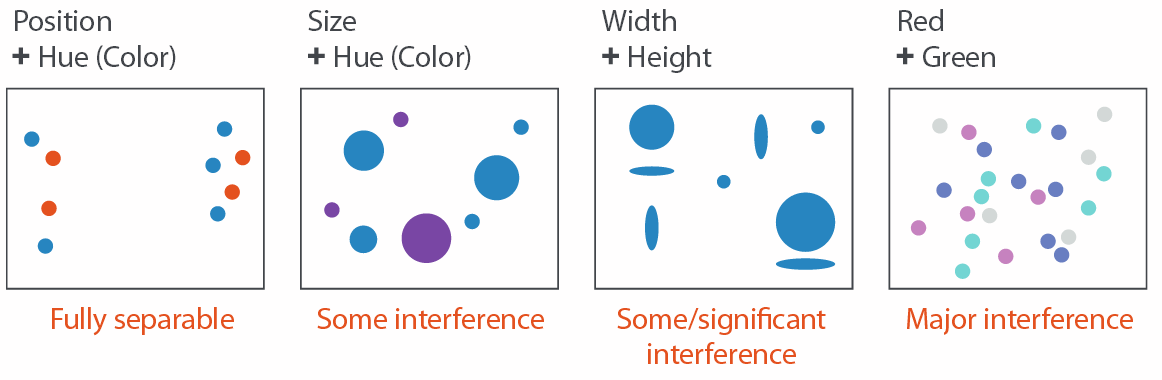 Position
+ Hue (Color)
Fully separable
Size
+ Hue (Color)
Some interference
Width
+ Height
Some/significant
interference
Red
+ Green
Major interference